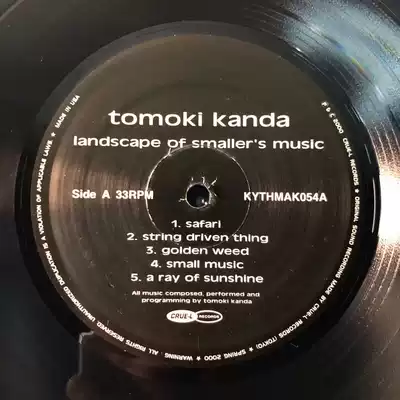 tomoki kanda
landscape of smaller's music
Side A 33RPM
KYTHMAK054A
1. safari
2. string driven thing
3. golden weed
4. small music
5. a ray of sunshine
All music composed, performed and
programming by tomoki kanda
CRUE-L RECORDS
℗ & © 2000 CRUE-L RECORDS ★ ORIGINAL SOUND RECORDING MADE BY CRUE-L RECORDS (TOKYO) ★ SPRING 2000 ★ WARNING: ALL RIGHTS RESERVED. UNAUTHORIZED DUPLICATION IS A VIOLATION OF APPLICABLE LAWS. ★ MADE IN USA